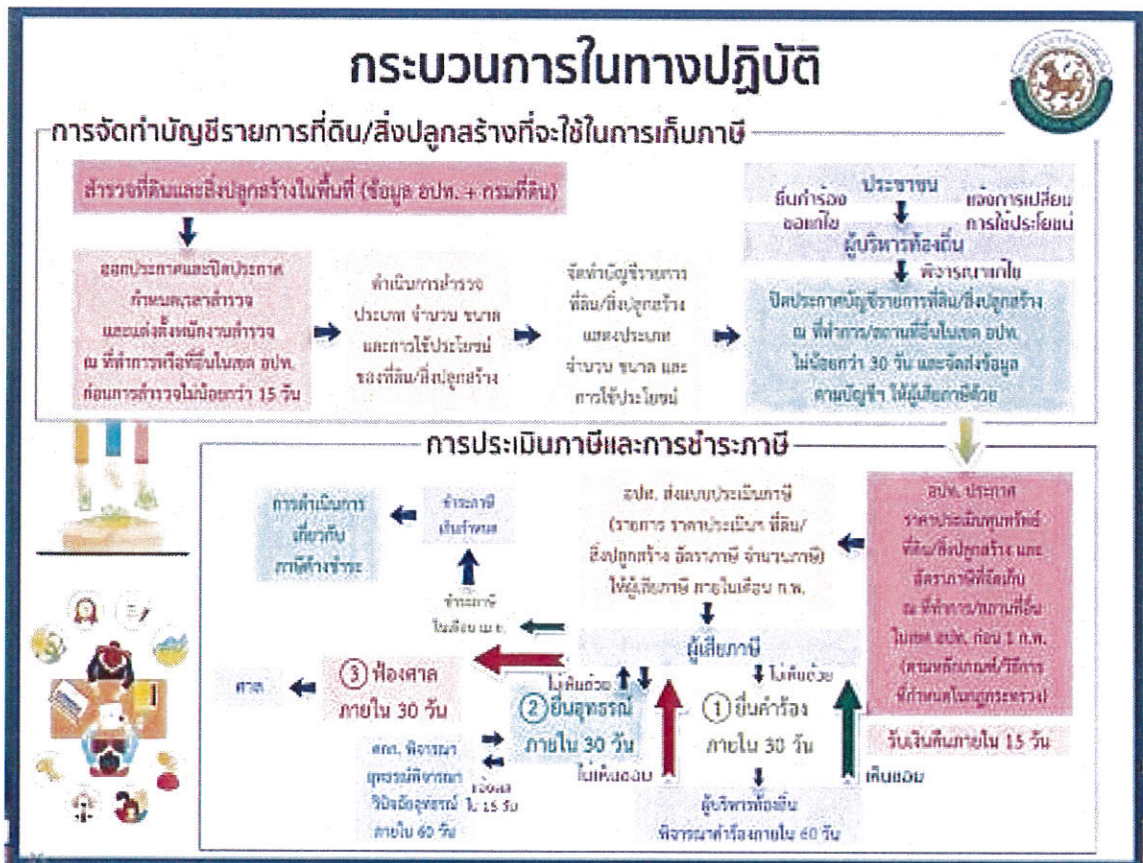 กระบวนการในทางปฏิบัติ
การจัดทำบัญชีรายการที่ดิน/สิ่งปลูกสร้างที่จะใช้ในการเก็บภาษี
สำรวจที่ดินและสิ่งปลูกสร้างในพื้นที่ (ข้อมูล อปท. + กรมที่ดิน)
ออกประกาศและปิดประกาศ
กำหนดเวลาสำรวจ
และแต่งตั้งพนักงานสำรวจ
ณ ที่ทำการหรือที่อื่นในเขต อปท.
ก่อนการสำรวจไม่น้อยกว่า 15 วัน
ดำเนินการสำรวจ
ประเภท จำนวน ขนาด
และการใช้ประโยชน์
ของที่ดิน/สิ่งปลูกสร้าง
จัดทำบัญชีรายการ
ที่ดิน/สิ่งปลูกสร้าง
แสดงประเภท
จำนวน ขนาด และ
การใช้ประโยชน์
ประชาชน
ยื่นคำร้อง
ขอแก้ไข
แจ้งการเปลี่ยน
การใช้ประโยชน์
ผู้บริหารท้องถิ่น
พิจารณาแก้ไข
ปิดประกาศบัญชีรายการที่ดิน/สิ่งปลูกสร้าง
ณ ที่ทำการ/สถานที่อื่นในเขต อปท.
ไม่น้อยกว่า 30 วัน และจัดส่งข้อมูล
ตามบัญชีฯ ให้ผู้เสียภาษีด้วย
การประเมินภาษีและการชำระภาษี
อปท. ประกาศ
ราคาประเมินทุนทรัพย์
ที่ดิน/สิ่งปลูกสร้าง และ
อัตราภาษีที่จัดเก็บ
ณ ที่ทำการ/สถานที่อื่น
ในเขต อปท. ก่อน 1 ก.พ.
(ตามหลักเกณฑ์/วิธีการ
ที่กำหนดในกฎกระทรวง)
อปท. ส่งแบบประเมินภาษี
(รายการ ราคาประเมินฯ ที่ดิน/
สิ่งปลูกสร้าง อัตราภาษี จำนวนภาษี)
ให้ผู้เสียภาษี ภายในเดือน ก.พ.
ผู้เสียภาษี
ชำระภาษี
ในเดือน เม.ย.
ชำระภาษี
เกินกำหนด
การดำเนินการ
เกี่ยวกับ
ภาษีค้างชำระ
ไม่เห็นด้วย
① ยื่นคำร้อง
ภายใน 30 วัน
ผู้บริหารท้องถิ่น
พิจารณาคำร้องภายใน 60 วัน
เห็นชอบ
รับเงินคืนภายใน 15 วัน
ไม่เห็นชอบ
ไม่เห็นด้วย
② ยื่นอุทธรณ์
ภายใน 30 วัน
คกก. พิจารณา
อุทธรณ์พิจารณา
วินิจฉัยอุทธรณ์
ภายใน 60 วัน
ใน 15 วัน
③ ฟ้องศาล
ภายใน 30 วัน
ศาล